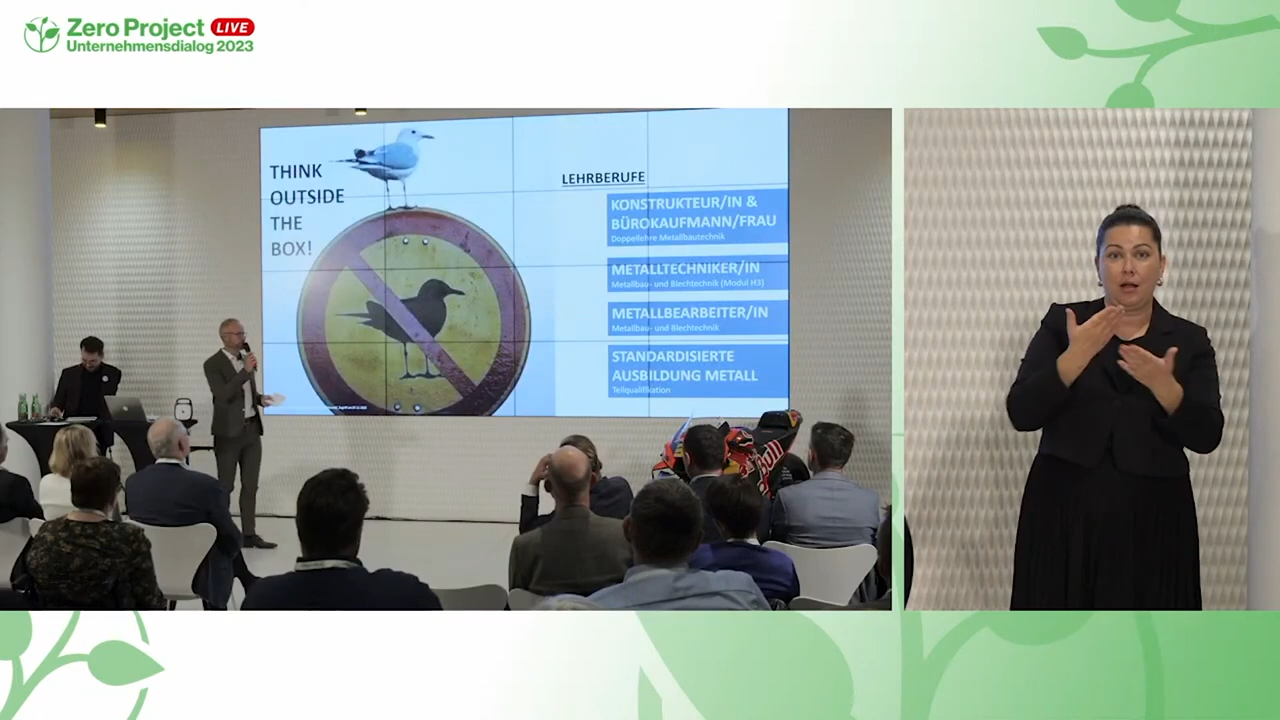 Zero Project LIVE
Unternehmensdialog 2023
THINK
OUTSIDE
THE
BOX!
LEHRBERUFE
KONSTRUKTEUR/IN &
BÜROKAUFMANN/FRAU
Doppellehre Metallbautechnik
METALLTECHNIKER/IN
Metallbau- und Blechtechnik (Modul H3)
METALLBEARBEITER/IN
Metallbau- und Blechtechnik
STANDARDISIERTE
AUSBILDUNG METALL
Teilqualifikation
Bull